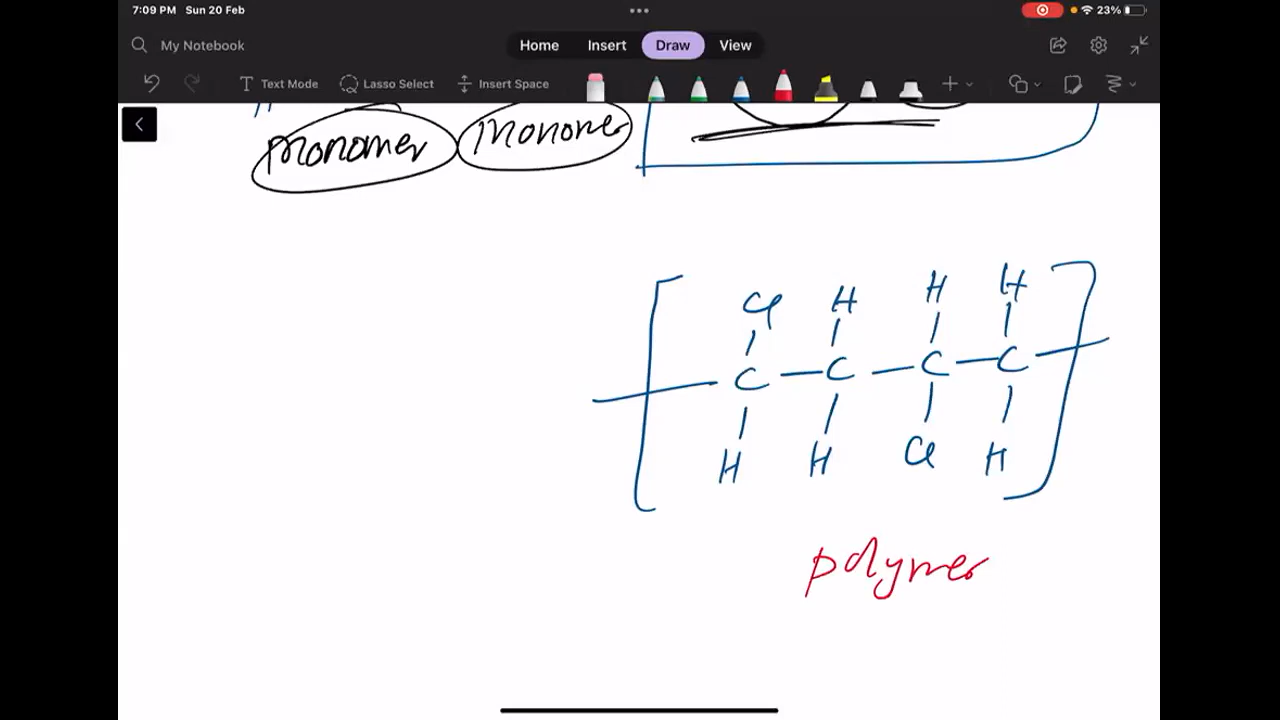 7:09 PM Sun 20 Feb
23%
My Notebook
Home Insert Draw View
Text Mode Lasso Select Insert Space
monomer monomer
Cl H H H
C — C — C — C
H H Cl H
polymer